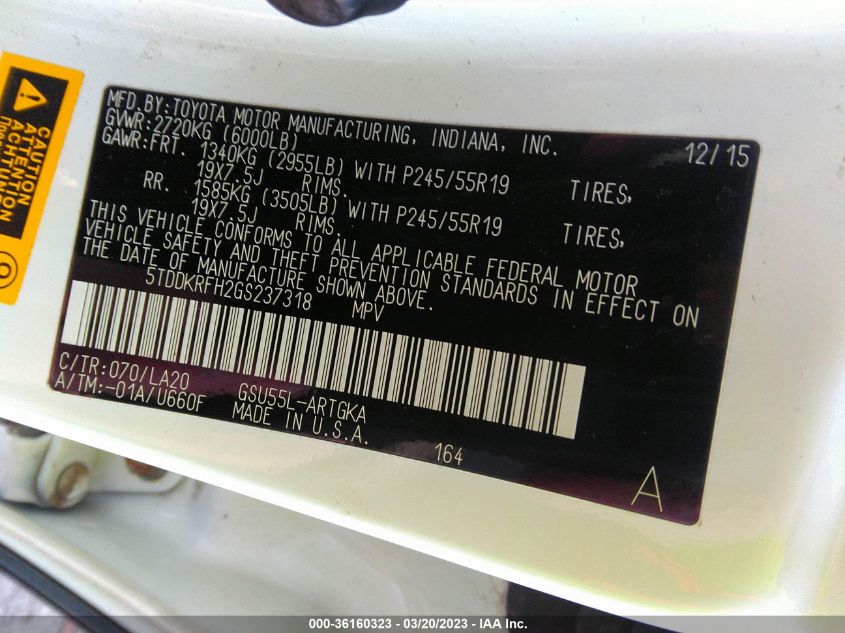 CAUTION
ATTENTION
ACHTUNG
MFD.BY:TOYOTA MOTOR MANUFACTURING, INDIANA, INC. 12/15
GVWR:2720KG (6000LB)
GAWR:FRT. 1340KG (2955LB) WITH P245/55R19 TIRES,
19X7.5J RIMS.
RR. 1585KG (3505LB) WITH P245/55R19 TIRES,
19X7.5J RIMS.
THIS VEHICLE CONFORMS TO ALL APPLICABLE FEDERAL MOTOR
VEHICLE SAFETY AND THEFT PREVENTION STANDARDS IN EFFECT ON
THE DATE OF MANUFACTURE SHOWN ABOVE.
5TDDKRFH2GS237318 MPV
C/TR:070/LA20 GSU55L-ARTGKA
A/TM:-01A/U660F MADE IN U.S.A.
164
A
000-36160323 - 03/20/2023 - IAA Inc.